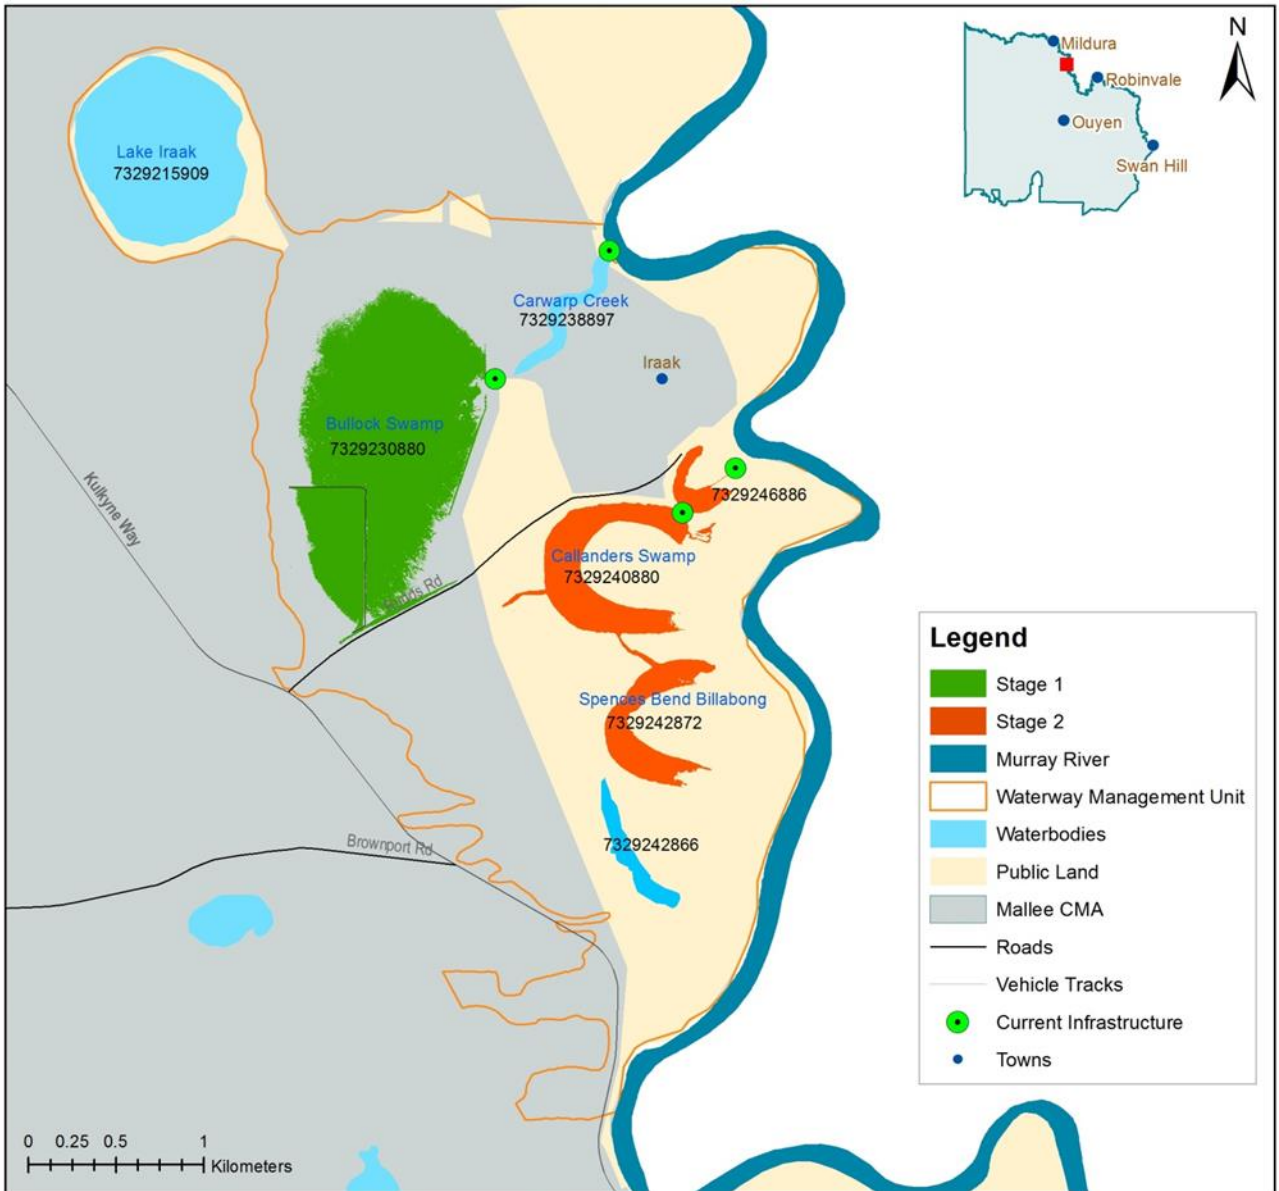 N
Mildura
Robinvale
Ouyen
Swan Hill
Lake Iraak
7329215909
Carwarp Creek
7329238897
Iraak
Bullock Swamp
7329230880
Kulkyne Way
7329246886
Callanders Swamp
7329240880
Rd
Spences Bend Billabong
7329242872
7329242866
Brownport Rd
Legend
Stage 1
Stage 2
Murray River
Waterway Management Unit
Waterbodies
Public Land
Mallee CMA
Roads
Vehicle Tracks
Current Infrastructure
Towns
0 0.25 0.5 1
Kilometers